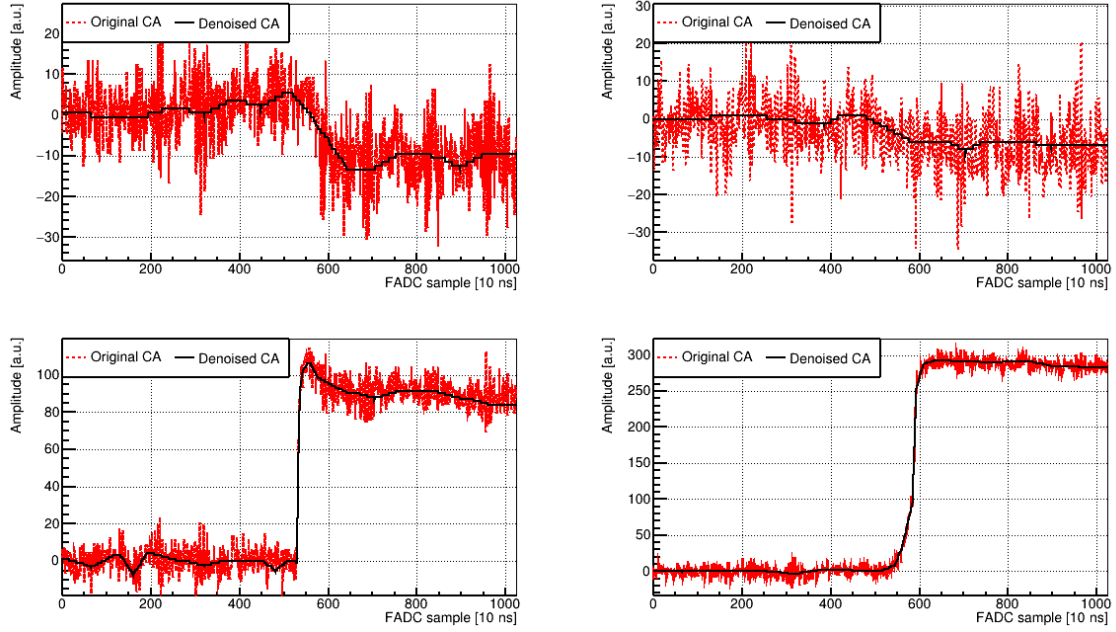 Original CA Denoised CA
Amplitude [a.u.]
20
10
0
−10
−20
−30
0 200 400 600 800 1000
FADC sample [10 ns]
Original CA Denoised CA
Amplitude [a.u.]
30
20
10
0
−10
−20
−30
0 200 400 600 800 1000
FADC sample [10 ns]
Original CA Denoised CA
Amplitude [a.u.]
100
80
60
40
20
0
0 200 400 600 800 1000
FADC sample [10 ns]
Original CA Denoised CA
Amplitude [a.u.]
300
250
200
150
100
50
0
0 200 400 600 800 1000
FADC sample [10 ns]